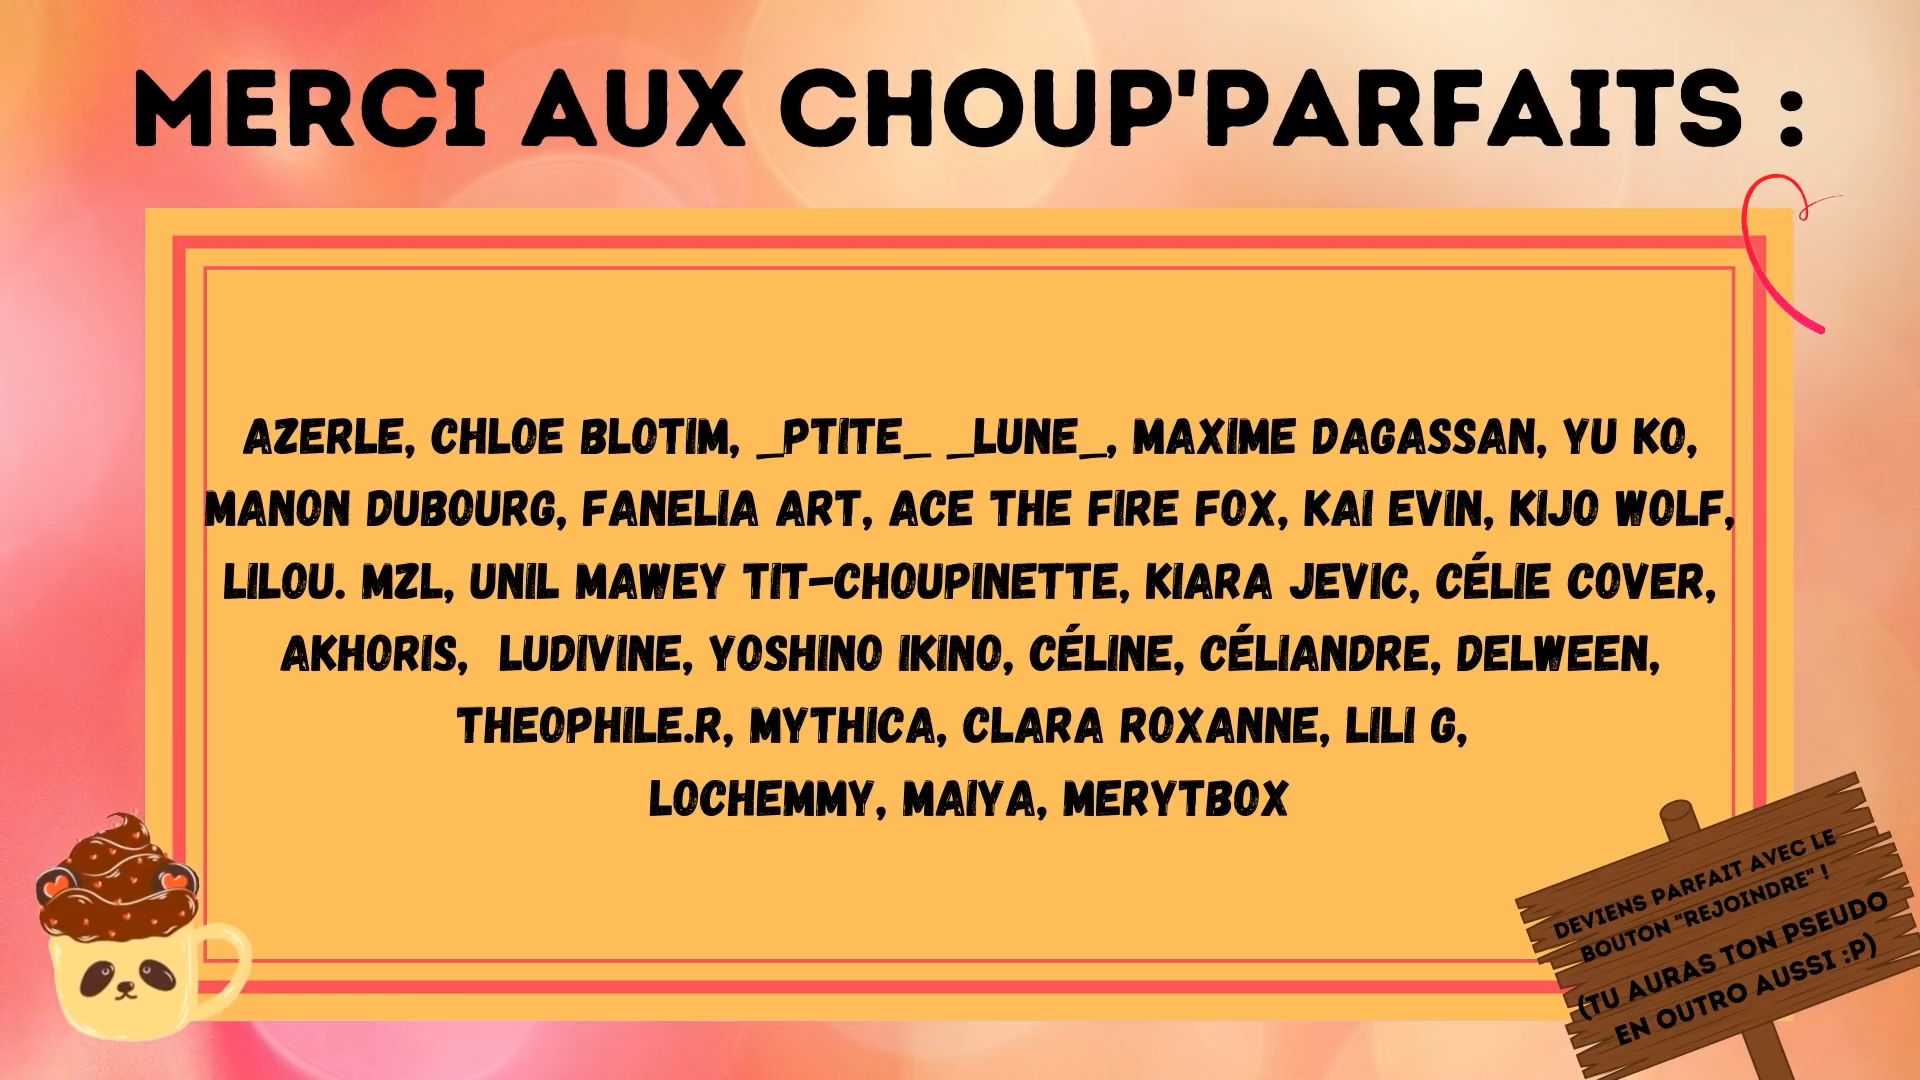 MERCI AUX CHOUP'PARFAITS :
AZERLE, CHLOE BLOTIM, _PTITE_ _LUNE_, MAXIME DAGASSAN, YU KO,
MANON DUBOURG, FANELIA ART, ACE THE FIRE FOX, KAI EVIN, KIJO WOLF,
LILOU. MZL, UNIL MAWEY TIT-CHOUPINETTE, KIARA JEVIC, CÉLIE COVER,
AKHORIS, LUDIVINE, YOSHINO IKINO, CÉLINE, CÉLIANDRE, DELWEEN,
THEOPHILE.R, MYTHICA, CLARA ROXANNE, LILI G,
LOCHEMMY, MAIYA, MERYTBOX
DEVIENS PARFAIT AVEC LE
BOUTON "REJOINDRE" !
(TU AURAS TON PSEUDO
EN OUTRO AUSSI :P)